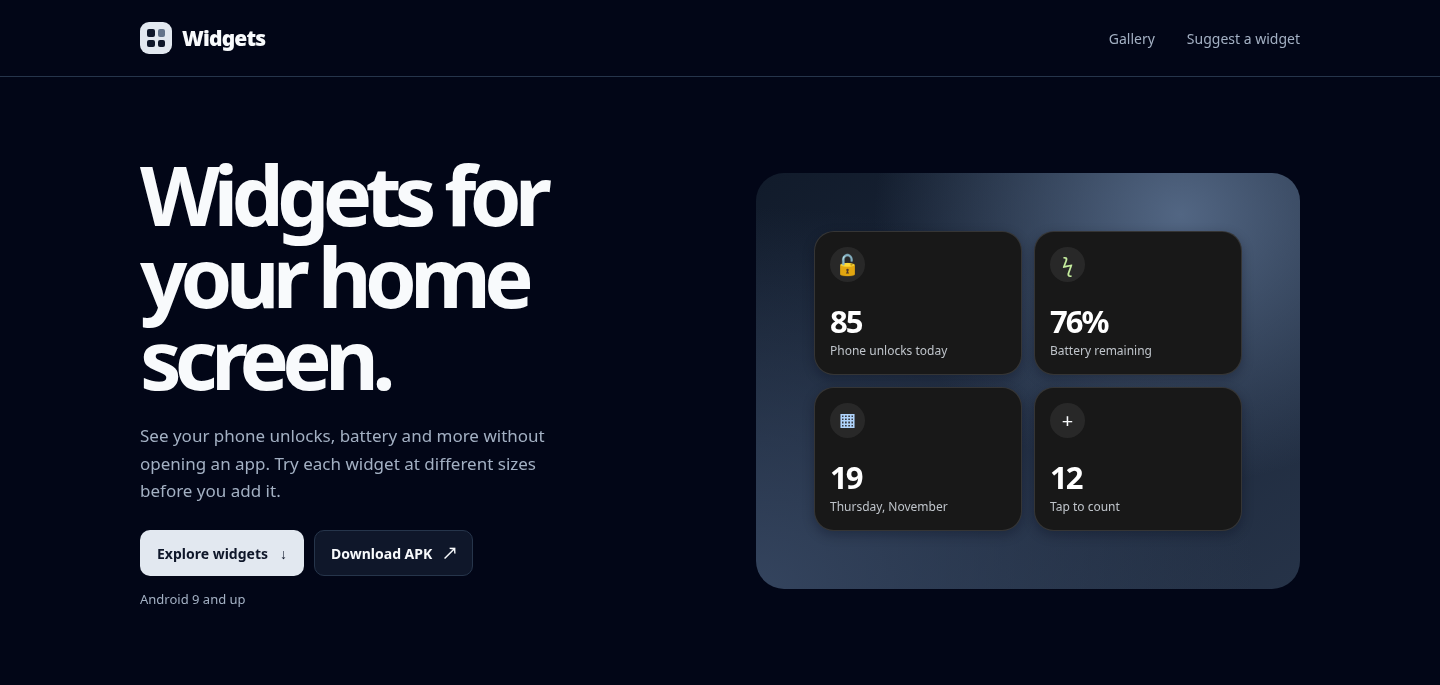 Widgets
Gallery
Suggest a widget
Widgets for
your home
screen.
See your phone unlocks, battery and more without
opening an app. Try each widget at different sizes
before you add it.
Explore widgets ↓
Download APK ↗
Android 9 and up
85
Phone unlocks today
76%
Battery remaining
19
Thursday, November
+
12
Tap to count